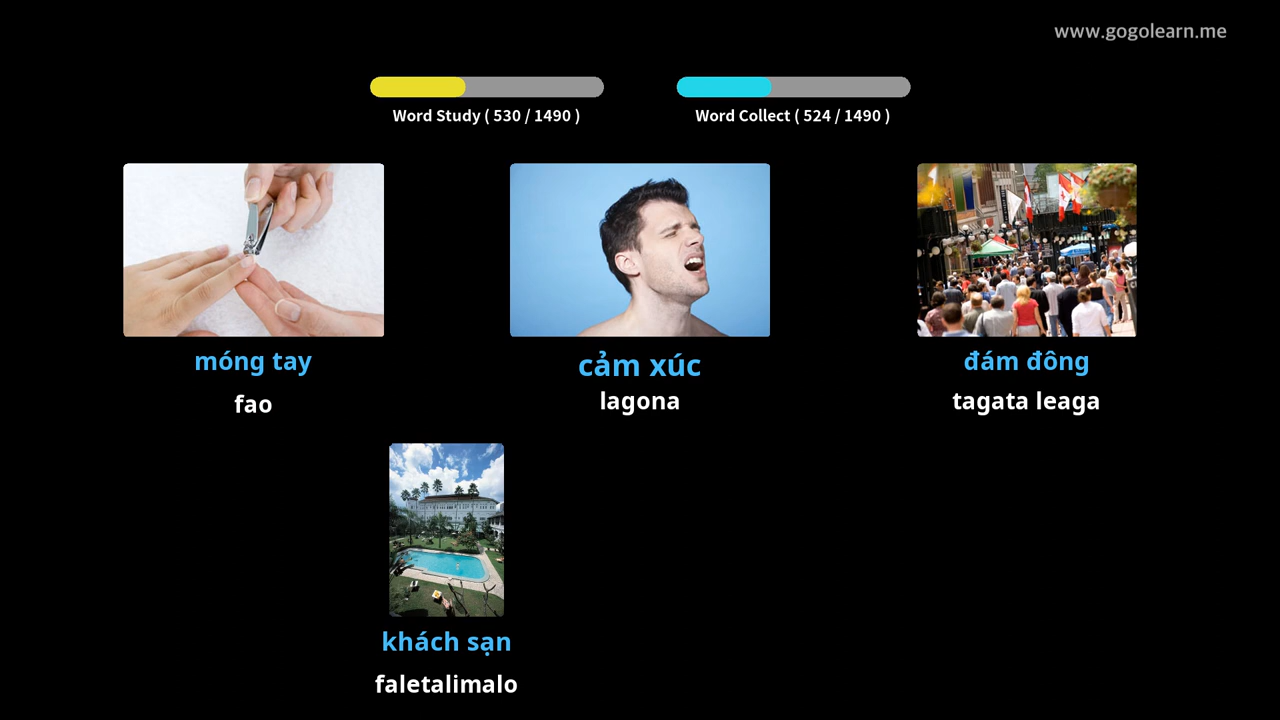 www.gogolearn.me
Word Study ( 530 / 1490 )
Word Collect ( 524 / 1490 )
móng tay
fao
cảm xúc
lagona
đám đông
tagata leaga
khách sạn
faletalimalo